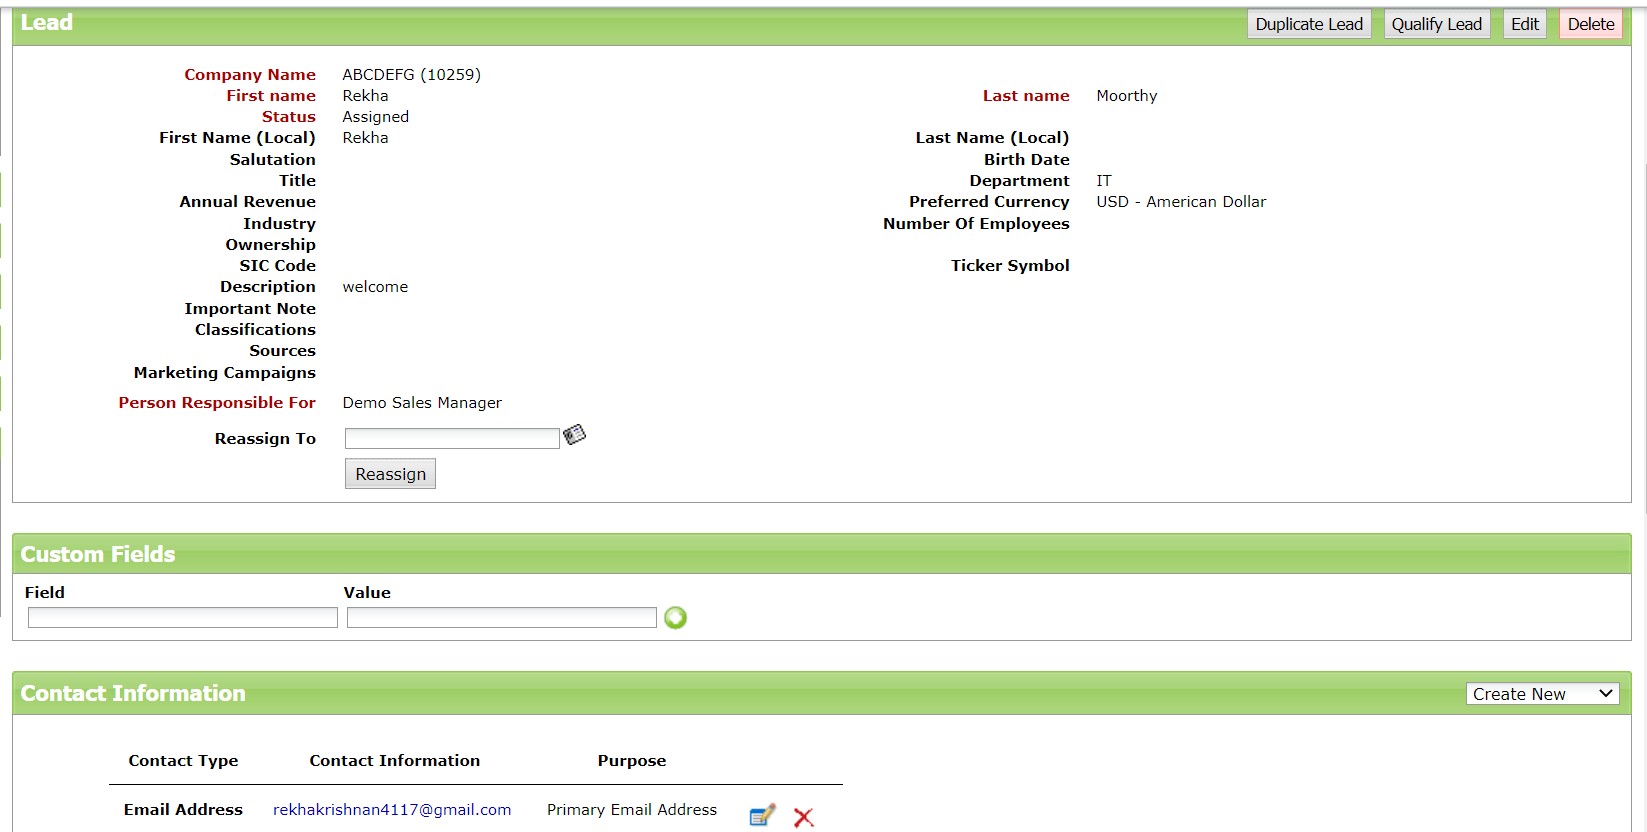 Lead Duplicate Lead Qualify Lead Edit Delete
Company Name ABCDEFG (10259)
First name Rekha Last name Moorthy
Status Assigned
First Name (Local) Rekha Last Name (Local)
Salutation Birth Date
Title Department IT
Annual Revenue Preferred Currency USD - American Dollar
Industry Number Of Employees
Ownership
SIC Code Ticker Symbol
Description welcome
Important Note
Classifications
Sources
Marketing Campaigns
Person Responsible For Demo Sales Manager
Reassign To
Reassign
Custom Fields
Field Value
Contact Information Create New
Contact Type Contact Information Purpose
Email Address rekhakrishnan4117@gmail.com Primary Email Address